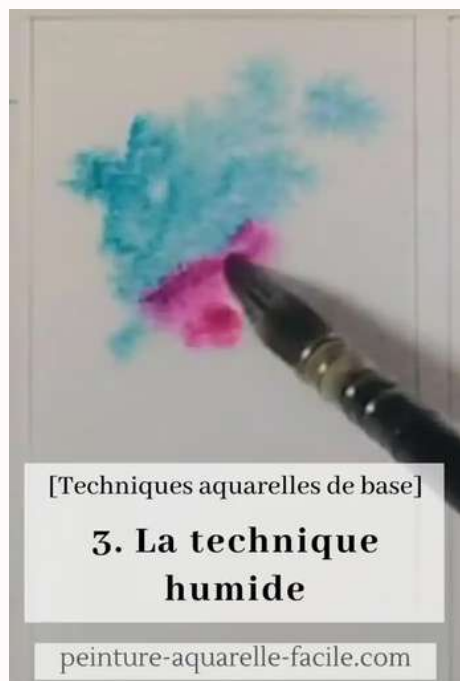 [Techniques aquarelles de base]
3. La technique
humide
peinture-aquarelle-facile.com